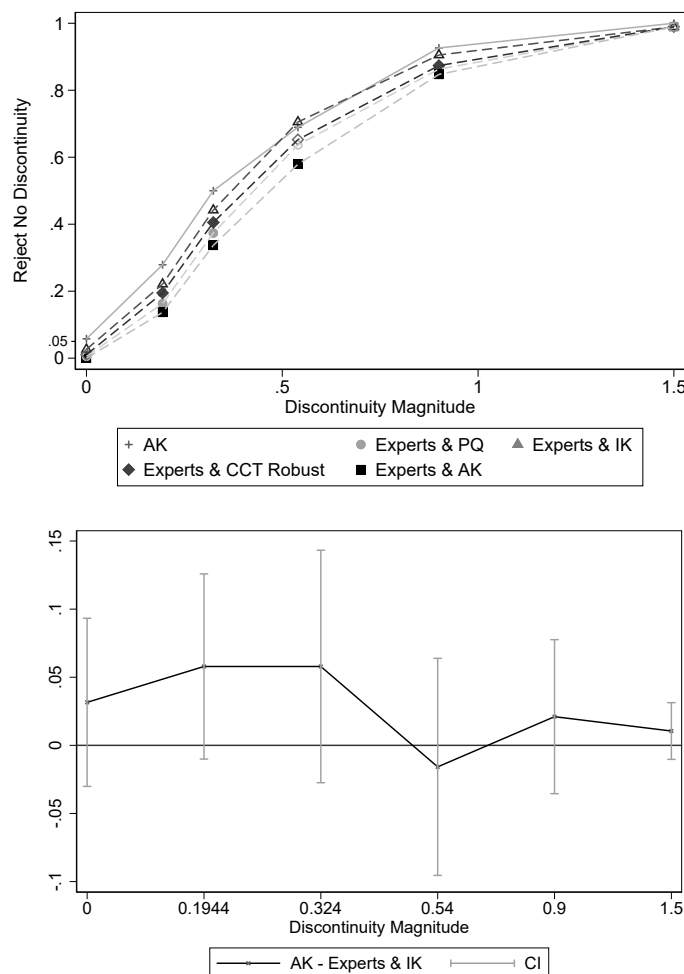 1
.8
.6
.4
.2
.05
0
Reject No Discontinuity
0 .5 1 1.5
Discontinuity Magnitude
AK Experts & PQ Experts & IK
Experts & CCT Robust Experts & AK
.15
.1
.05
0
-.05
-.1
0 0.1944 0.324 0.54 0.9 1.5
Discontinuity Magnitude
AK - Experts & IK CI